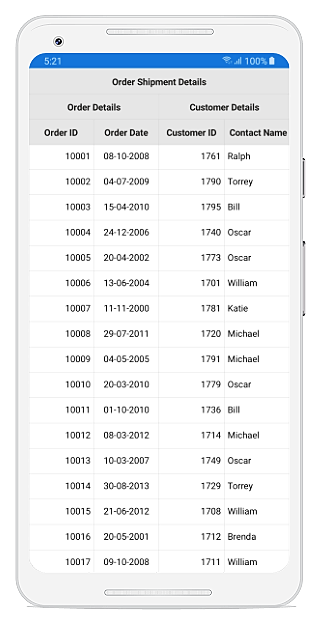 5:21 100%
Order Shipment Details
Order Details Customer Details
Order ID Order Date Customer ID Contact Name
10001 08-10-2008 1761 Ralph
10002 04-07-2009 1790 Torrey
10003 15-04-2010 1795 Bill
10004 24-12-2006 1740 Oscar
10005 20-04-2002 1773 Oscar
10006 13-06-2004 1701 William
10007 11-11-2000 1781 Katie
10008 29-07-2011 1720 Michael
10009 04-05-2005 1791 Michael
10010 20-03-2010 1779 Oscar
10011 01-10-2010 1736 Bill
10012 08-03-2012 1714 Michael
10013 10-03-2007 1749 Oscar
10014 30-08-2013 1729 Torrey
10015 21-06-2012 1708 William
10016 20-05-2001 1712 Brenda
10017 09-10-2008 1711 William